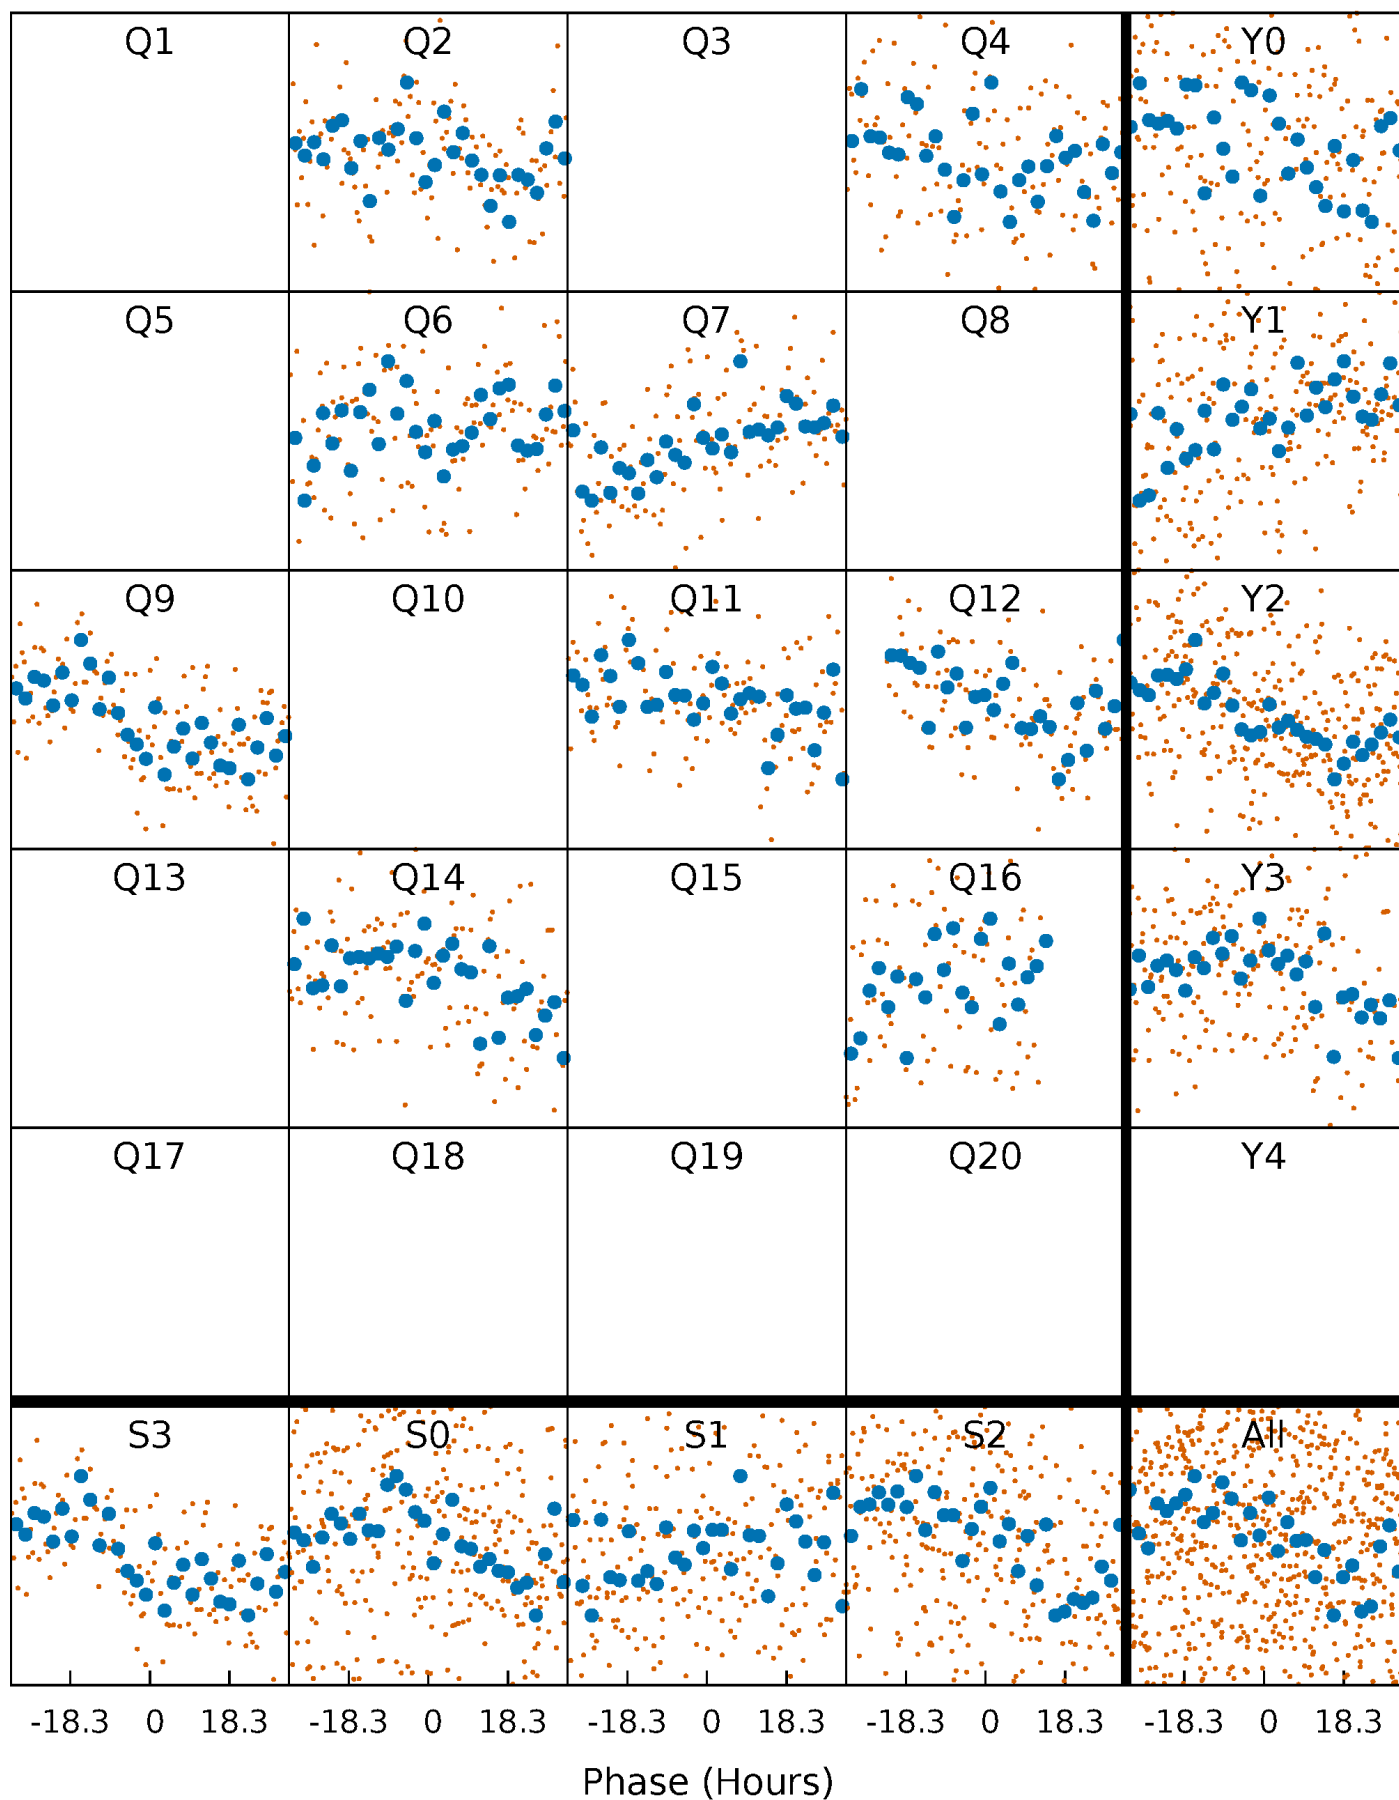 Q1 Q2 Q3 Q4 Y0
Q5 Q6 Q7 Q8 Y1
Q9 Q10 Q11 Q12 Y2
Q13 Q14 Q15 Q16 Y3
Q17 Q18 Q19 Q20 Y4
S3 S0 S1 S2 All
-18.3 0 18.3 -18.3 0 18.3 -18.3 0 18.3 -18.3 0 18.3 -18.3 0 18.3
Phase (Hours)